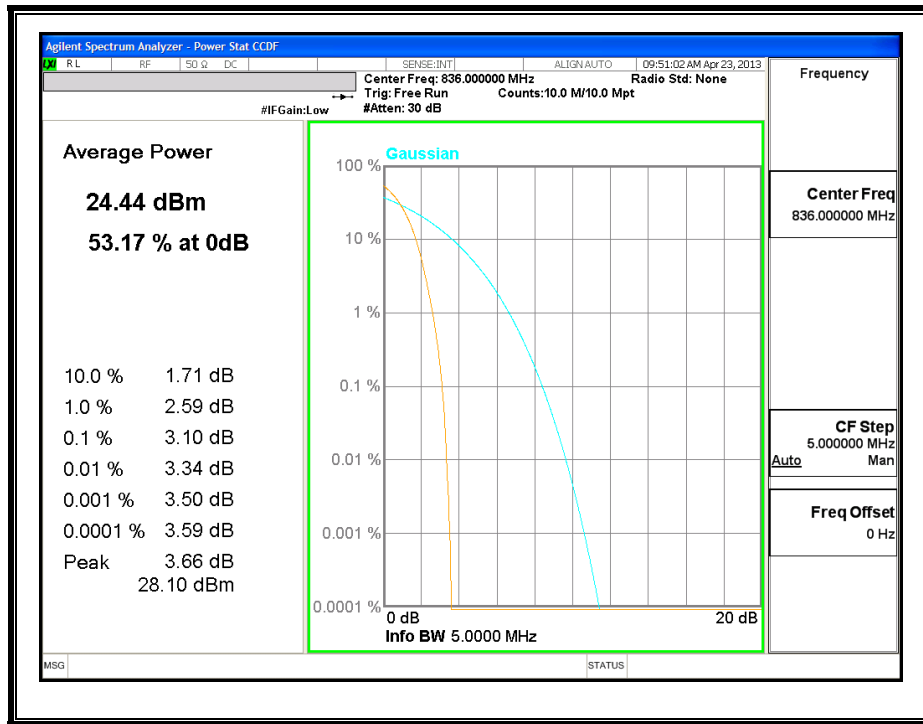 Agilent Spectrum Analyzer - Power Stat CCDF
LXI RL RF 50 Ω DC SENSE:INT ALIGN AUTO 09:51:02 AM Apr 23, 2013
Center Freq: 836.000000 MHz Radio Std: None
Trig: Free Run Counts:10.0 M/10.0 Mpt
#IFGain:Low #Atten: 30 dB
Frequency
Average Power
24.44 dBm
53.17 % at 0dB
10.0 % 1.71 dB
1.0 % 2.59 dB
0.1 % 3.10 dB
0.01 % 3.34 dB
0.001 % 3.50 dB
0.0001 % 3.59 dB
Peak 3.66 dB
28.10 dBm
Gaussian
100 %
10 %
1 %
0.1 %
0.01 %
0.001 %
0.0001 %
0 dB 20 dB
Info BW 5.0000 MHz
Center Freq
836.000000 MHz
CF Step
5.000000 MHz
Auto Man
Freq Offset
0 Hz
MSG STATUS